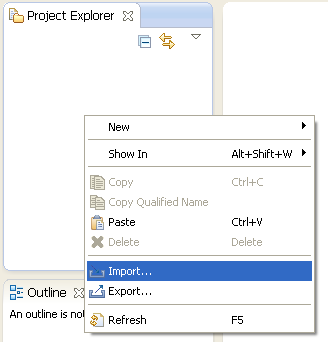 Project Explorer
New
Show In Alt+Shift+W
Copy Ctrl+C
Copy Qualified Name
Paste Ctrl+V
Delete Delete
Import...
Export...
Refresh F5
Outline
An outline is not